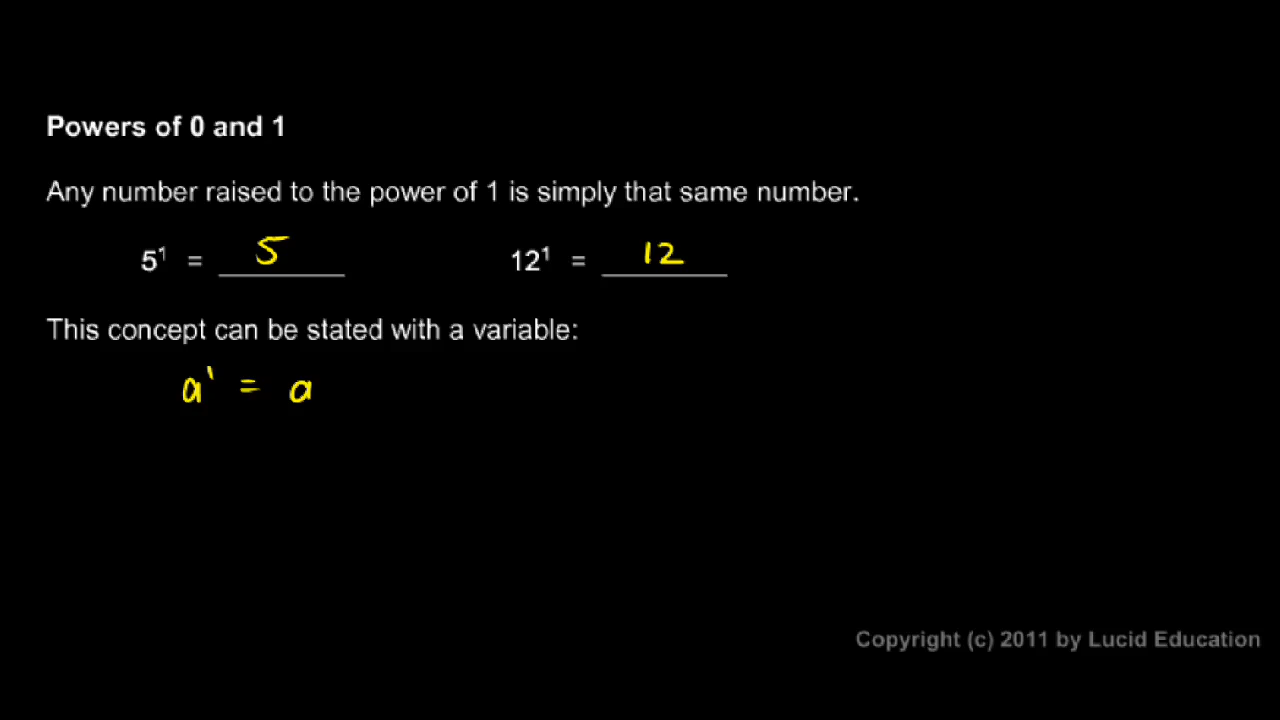 Powers of 0 and 1
Any number raised to the power of 1 is simply that same number.
5¹ = 5 12¹ = 12
This concept can be stated with a variable:
a¹ = a
Copyright (c) 2011 by Lucid Education